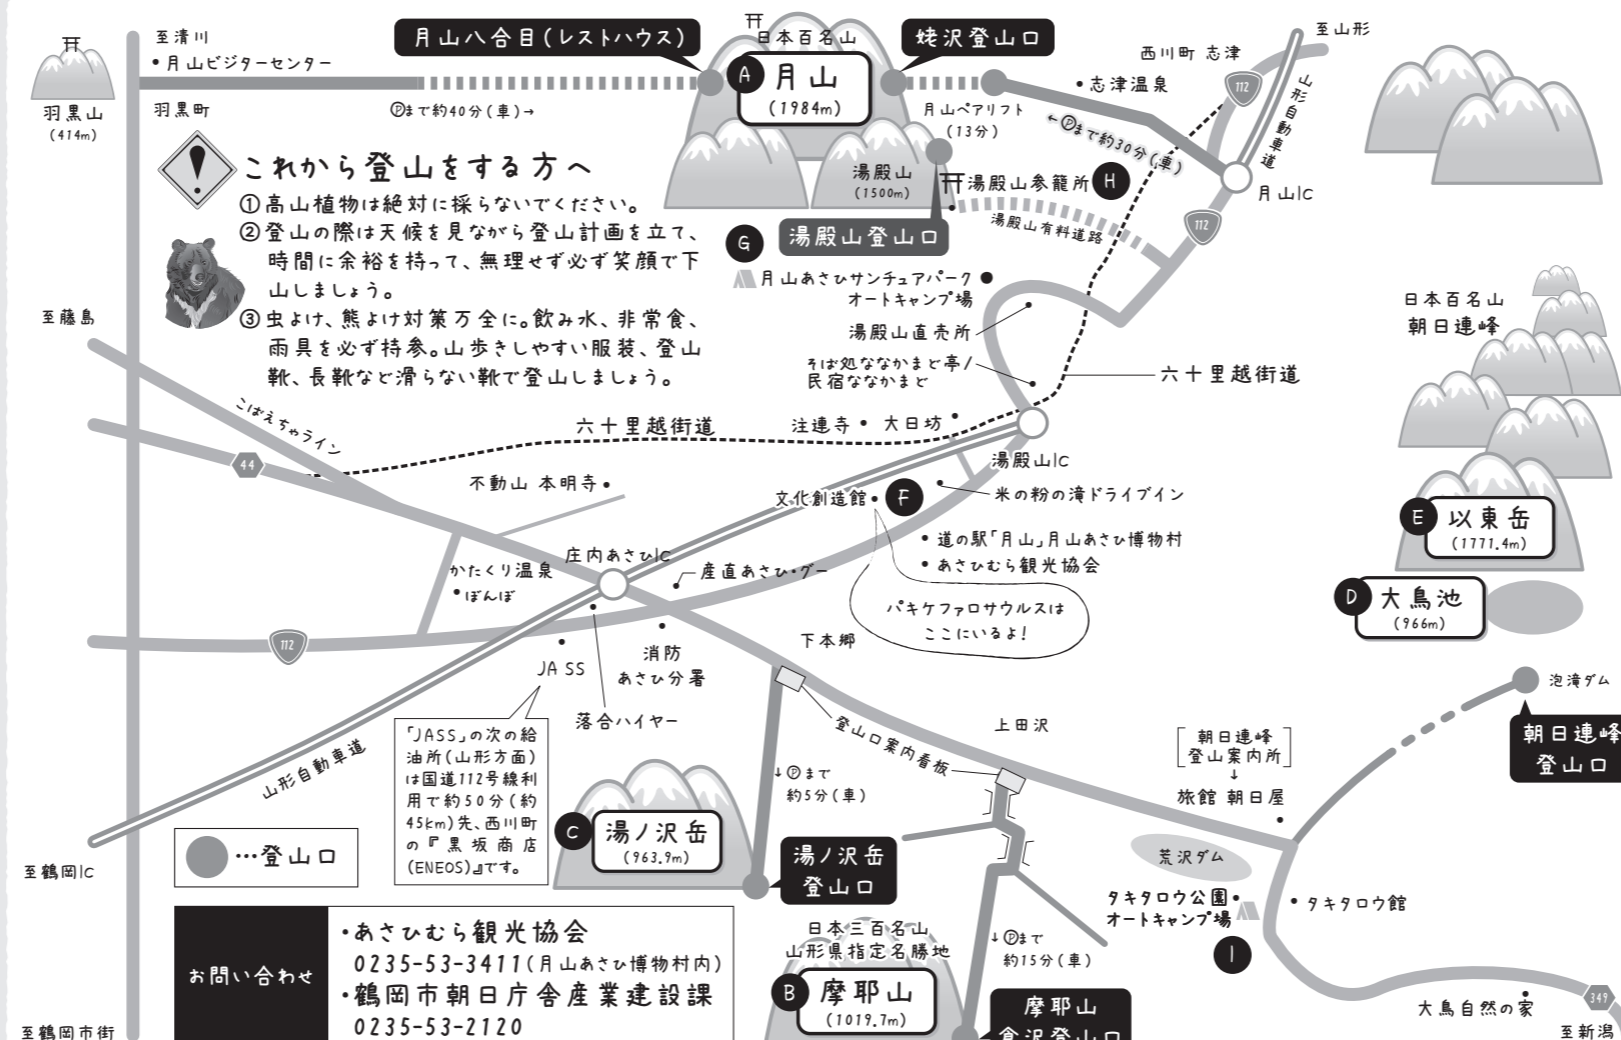 至清川
・月山ビジターセンター
羽黒山
(414m)
羽黒町
Ⓟまで約40分(車)→
月山八合目(レストハウス)
日本百名山
A
月山
(1984m)
姥沢登山口
月山ペアリフト
(13分)
・志津温泉
←Ⓟまで約30分(車)
西川町 志津
至山形
112
山形自動車道
月山IC
112
湯殿山
(1500m)
湯殿山参籠所
H
湯殿山有料道路
G
湯殿山登山口
これから登山をする方へ
①高山植物は絶対に採らないでください。
②登山の際は天候を見ながら登山計画を立て、
時間に余裕を持って、無理せず必ず笑顔で下
山しましょう。
③虫よけ、熊よけ対策万全に。飲み水、非常食、
雨具を必ず持参。山歩きしやすい服装、登山
靴、長靴など滑らない靴で登山しましょう。
月山あさひサンチュアパーク
オートキャンプ場
湯殿山直売所
そば処ななかまど亭/
民宿ななかまど
六十里越街道
日本百名山
朝日連峰
至藤島
こばえちゃライン
44
六十里越街道
注連寺・
大日坊
湯殿山IC
不動山 本明寺・
文化創造館・
F
米の粉の滝ドライブイン
・道の駅「月山」月山あさひ博物村
・あさひむら観光協会
パキケファロサウルスは
ここにいるよ!
E
以東岳
(1771.4m)
D
大鳥池
(966m)
庄内あさひIC
かたくり温泉
・ぼんぼ
産直あさひ・グー
112
JA SS
消防
あさひ分署
落合ハイヤー
下本郷
「JASS」の次の給
油所(山形方面)
は国道112号線利
用で約50分(約
45km)先、西川町
の『黒坂商店
(ENEOS)』です。
山形自動車道
至鶴岡IC
登山口案内看板
上田沢
↓Ⓟまで
約5分(車)
C
湯ノ沢岳
(963.9m)
湯ノ沢岳
登山口
朝日連峰
登山案内所
↓
旅館 朝日屋
泡滝ダム
朝日連峰
登山口
荒沢ダム
タキタロウ公園・
オートキャンプ場
I
・タキタロウ館
…登山口
日本三百名山
山形県指定名勝地
B
摩耶山
(1019.7m)
↓Ⓟまで
約15分(車)
摩耶山
倉沢登山口
大鳥自然の家
349
至新潟
お問い合わせ
・あさひむら観光協会
0235-53-3411(月山あさひ博物村内)
・鶴岡市朝日庁舎産業建設課
0235-53-2120
至鶴岡市街